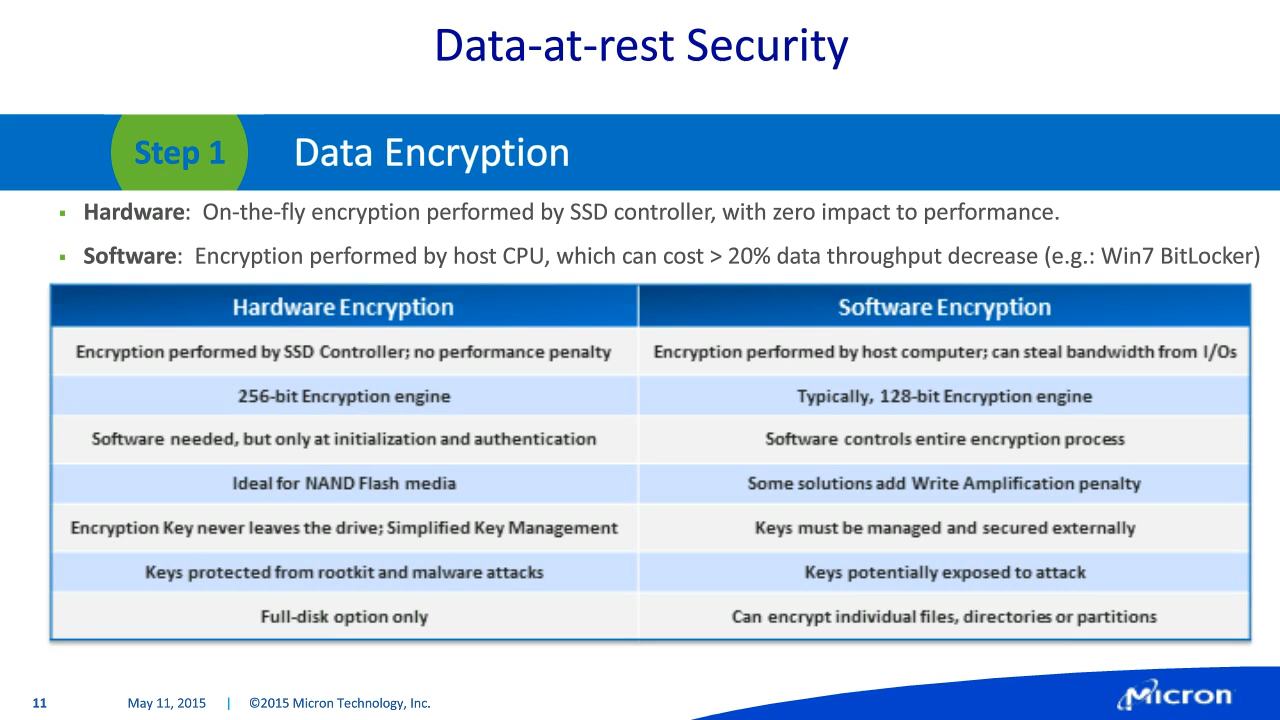 Data-at-rest Security
Step 1
Data Encryption
▪ Hardware: On-the-fly encryption performed by SSD controller, with zero impact to performance.
▪ Software: Encryption performed by host CPU, which can cost > 20% data throughput decrease (e.g.: Win7 BitLocker)
Hardware Encryption Software Encryption
Encryption performed by SSD Controller; no performance penalty Encryption performed by host computer; can steal bandwidth from I/Os
256-bit Encryption engine Typically, 128-bit Encryption engine
Software needed, but only at initialization and authentication Software controls entire encryption process
Ideal for NAND Flash media Some solutions add Write Amplification penalty
Encryption Key never leaves the drive; Simplified Key Management Keys must be managed and secured externally
Keys protected from rootkit and malware attacks Keys potentially exposed to attack
Full-disk option only Can encrypt individual files, directories or partitions
11 May 11, 2015 | ©2015 Micron Technology, Inc.
Micron